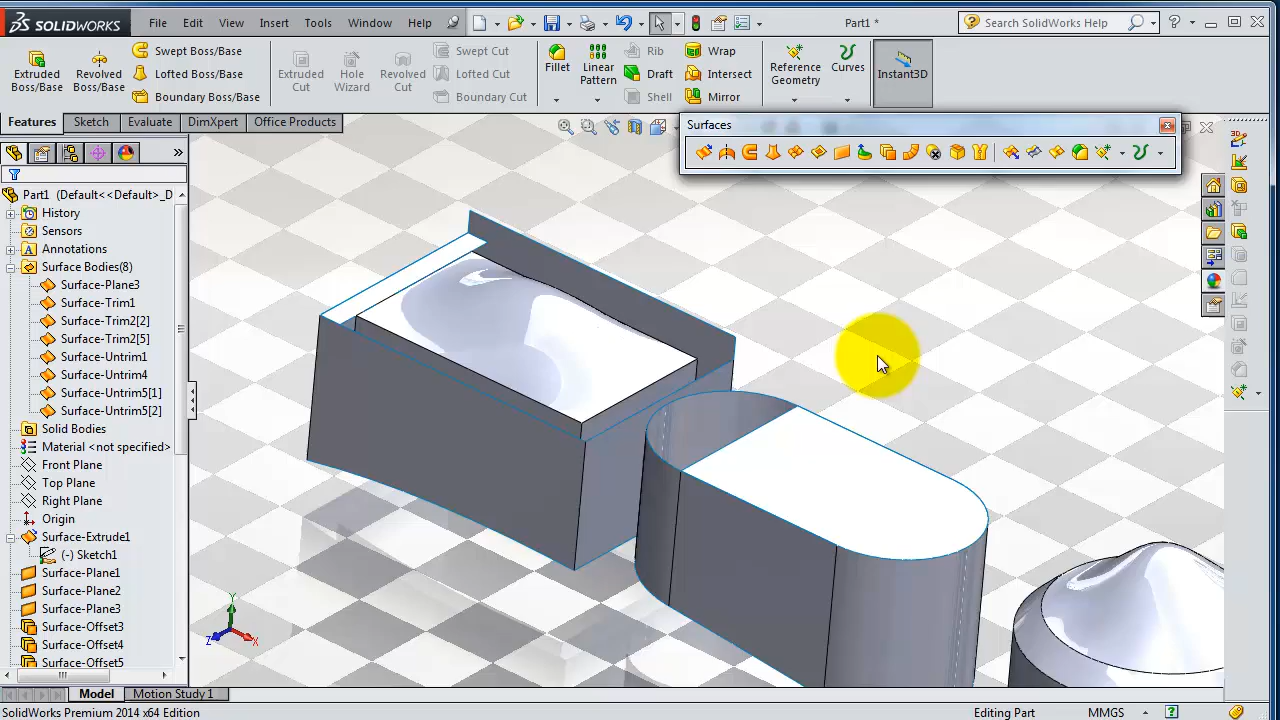 SOLIDWORKS File Edit View Insert Tools Window Help Part1 * Search SolidWorks Help ?
Extruded Boss/Base
Revolved Boss/Base
Swept Boss/Base
Lofted Boss/Base
Boundary Boss/Base
Extruded Cut
Hole Wizard
Revolved Cut
Swept Cut
Lofted Cut
Boundary Cut
Fillet
Linear Pattern
Rib
Draft
Shell
Wrap
Intersect
Mirror
Reference Geometry
Curves
Instant3D
Features Sketch Evaluate DimXpert Office Products
Surfaces
Part1 (Default<<Default>_D
History
Sensors
Annotations
Surface Bodies(8)
Surface-Plane3
Surface-Trim1
Surface-Trim2[2]
Surface-Trim2[5]
Surface-Untrim1
Surface-Untrim4
Surface-Untrim5[1]
Surface-Untrim5[2]
Solid Bodies
Material <not specified>
Front Plane
Top Plane
Right Plane
Origin
Surface-Extrude1
(-) Sketch1
Surface-Plane1
Surface-Plane2
Surface-Plane3
Surface-Offset3
Surface-Offset4
Surface-Offset5
Y
Z X
Model Motion Study 1
SolidWorks Premium 2014 x64 Edition Editing Part MMGS ?